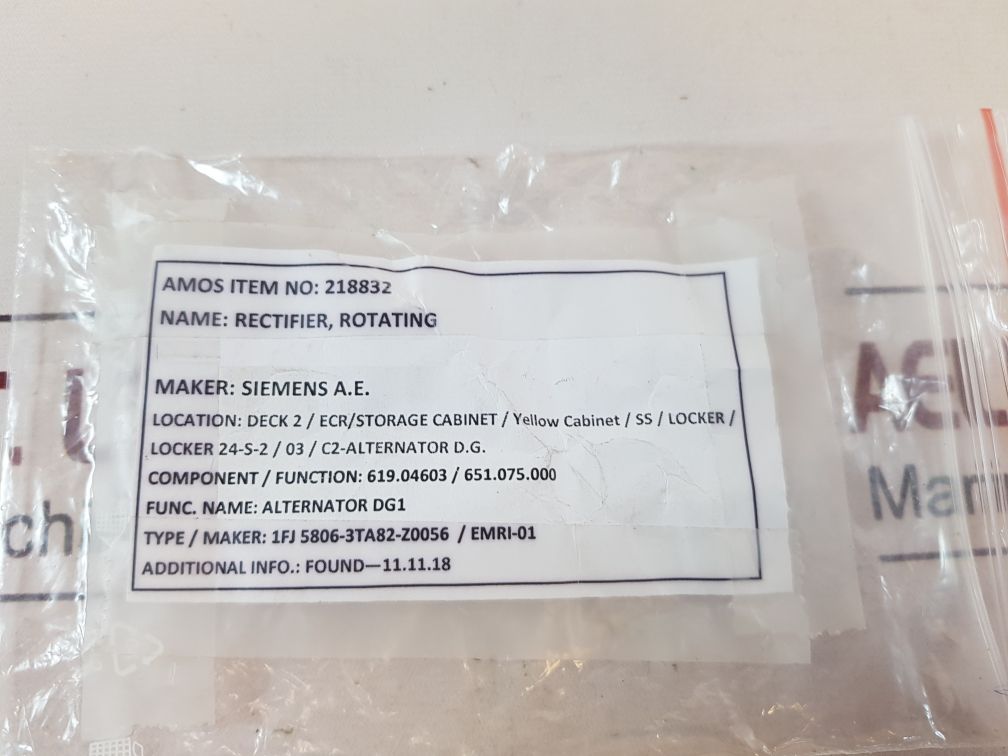 AMOS ITEM NO: 218832
NAME: RECTIFIER, ROTATING
MAKER: SIEMENS A.E.
LOCATION: DECK 2 / ECR/STORAGE CABINET / Yellow Cabinet / SS / LOCKER /
LOCKER 24-S-2 / 03 / C2-ALTERNATOR D.G.
COMPONENT / FUNCTION: 619.04603 / 651.075.000
FUNC. NAME: ALTERNATOR DG1
TYPE / MAKER: 1FJ 5806-3TA82-Z0056 / EMRI-01
ADDITIONAL INFO.: FOUND—11.11.18